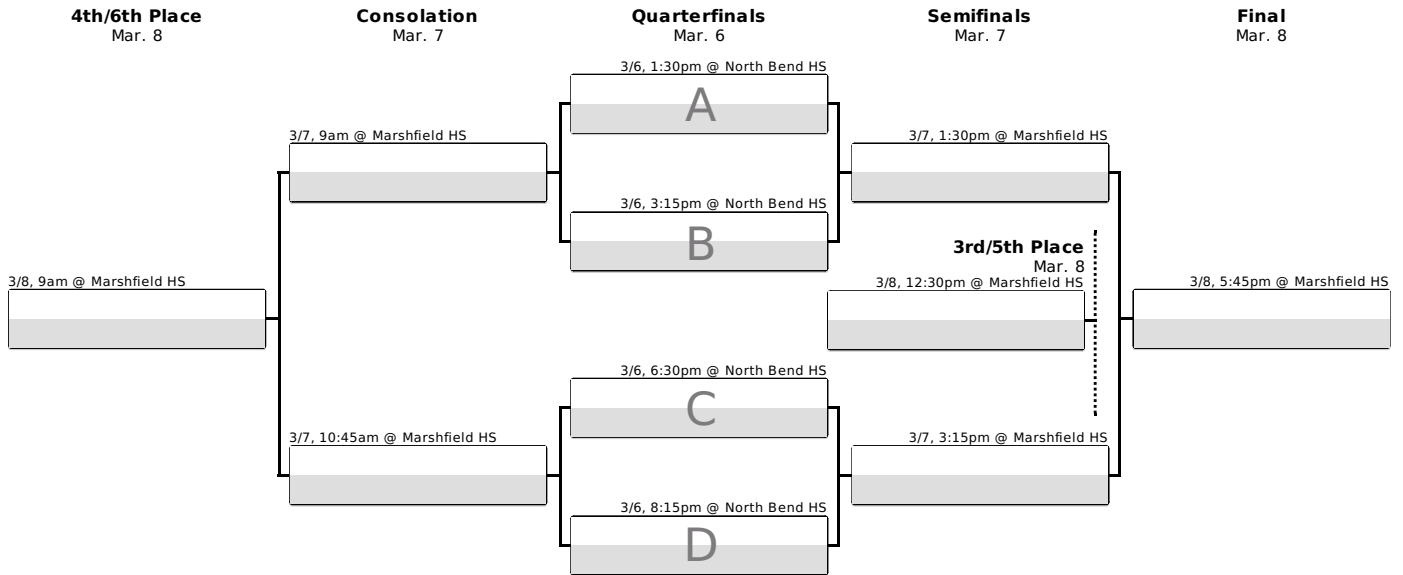 4th/6th Place
Mar. 8
Consolation
Mar. 7
Quarterfinals
Mar. 6
Semifinals
Mar. 7
Final
Mar. 8
3/6, 1:30pm @ North Bend HS
A
3/7, 9am @ Marshfield HS
3/7, 1:30pm @ Marshfield HS
3/6, 3:15pm @ North Bend HS
B
3rd/5th Place
Mar. 8
3/8, 9am @ Marshfield HS
3/8, 12:30pm @ Marshfield HS
3/8, 5:45pm @ Marshfield HS
3/6, 6:30pm @ North Bend HS
C
3/7, 10:45am @ Marshfield HS
3/7, 3:15pm @ Marshfield HS
3/6, 8:15pm @ North Bend HS
D